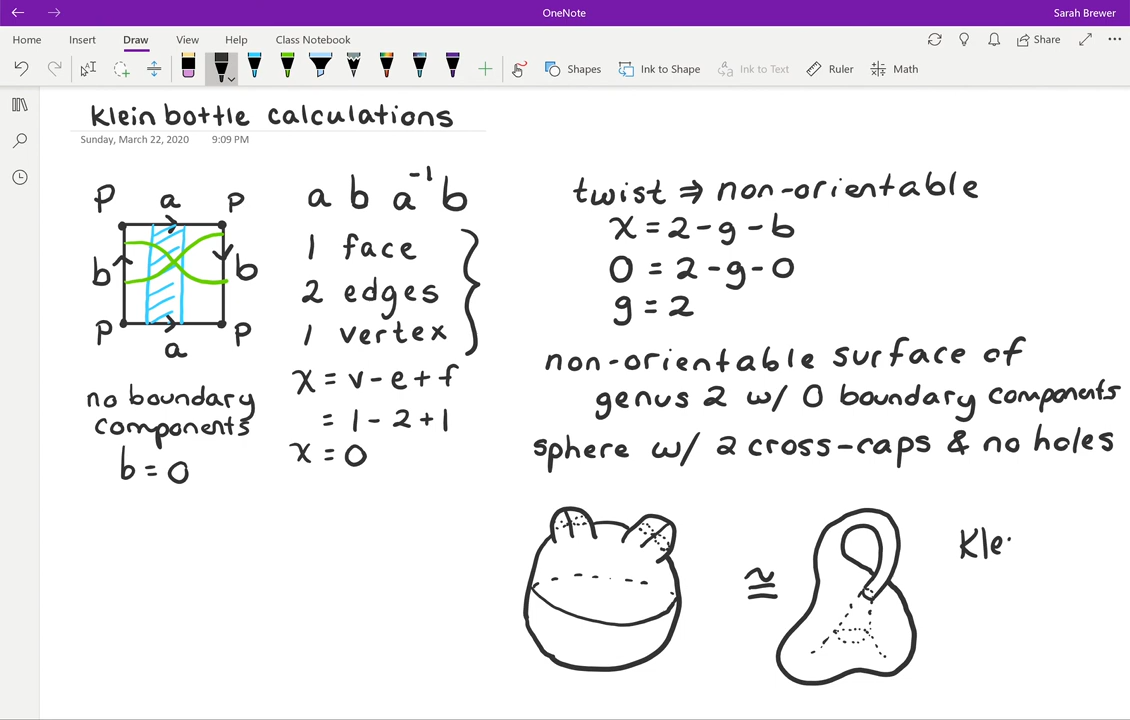 OneNote
Sarah Brewer
Home Insert Draw View Help Class Notebook
Share
Shapes Ink to Shape Ink to Text Ruler Math
Klein bottle calculations
Sunday, March 22, 2020 9:09 PM
P a P
b b
P a P
no boundary
components
b = 0
a b a⁻¹ b
1 face
2 edges
1 vertex
χ = v - e + f
= 1 - 2 + 1
χ = 0
twist ⇒ non-orientable
χ = 2 - g - b
0 = 2 - g - 0
g = 2
non-orientable surface of
genus 2 w/ 0 boundary components
sphere w/ 2 cross-caps & no holes
≅
Kle